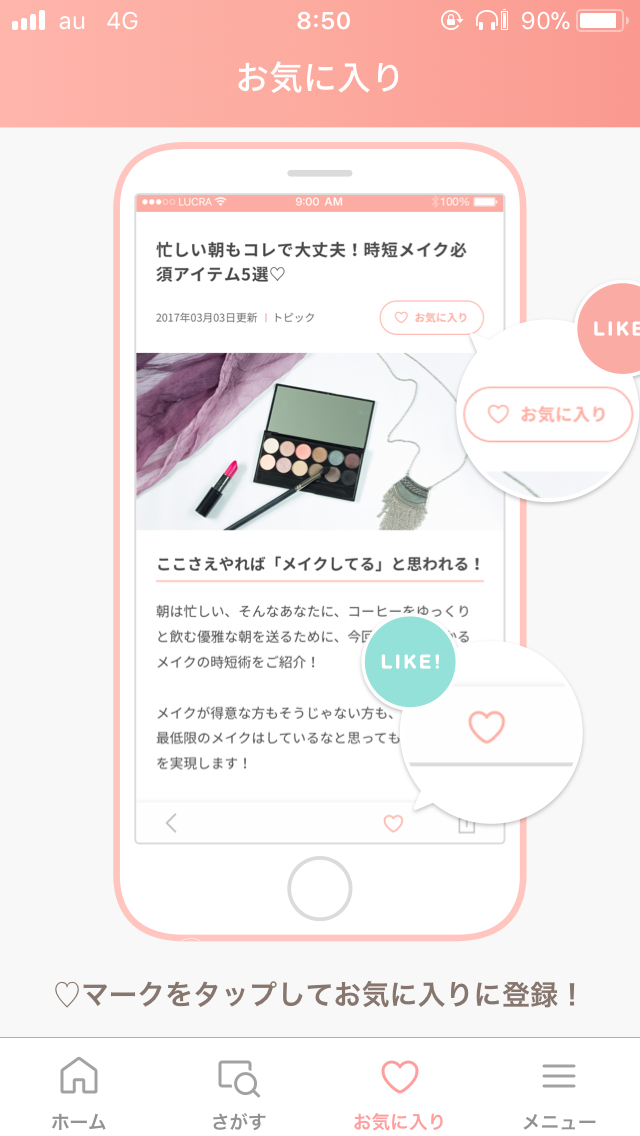 au 4G 8:50 90%
お気に入り
LUCRA 9:00 AM 100%
忙しい朝もコレで大丈夫!時短メイク必
須アイテム5選♡
2017年03月03日更新 | トピック
♡ お気に入り
LIKE
♡ お気に入り
ここさえやれば「メイクしてる」と思われる!
朝は忙しい、そんなあなたに、コーヒーをゆっくり
と飲む優雅な朝を送るために、今回 かる
メイクの時短術をご紹介!
LIKE!
メイクが得意な方もそうじゃない方も、
最低限のメイクはしているなと思っても
を実現します!
♡マークをタップしてお気に入りに登録!
ホーム さがす お気に入り メニュー